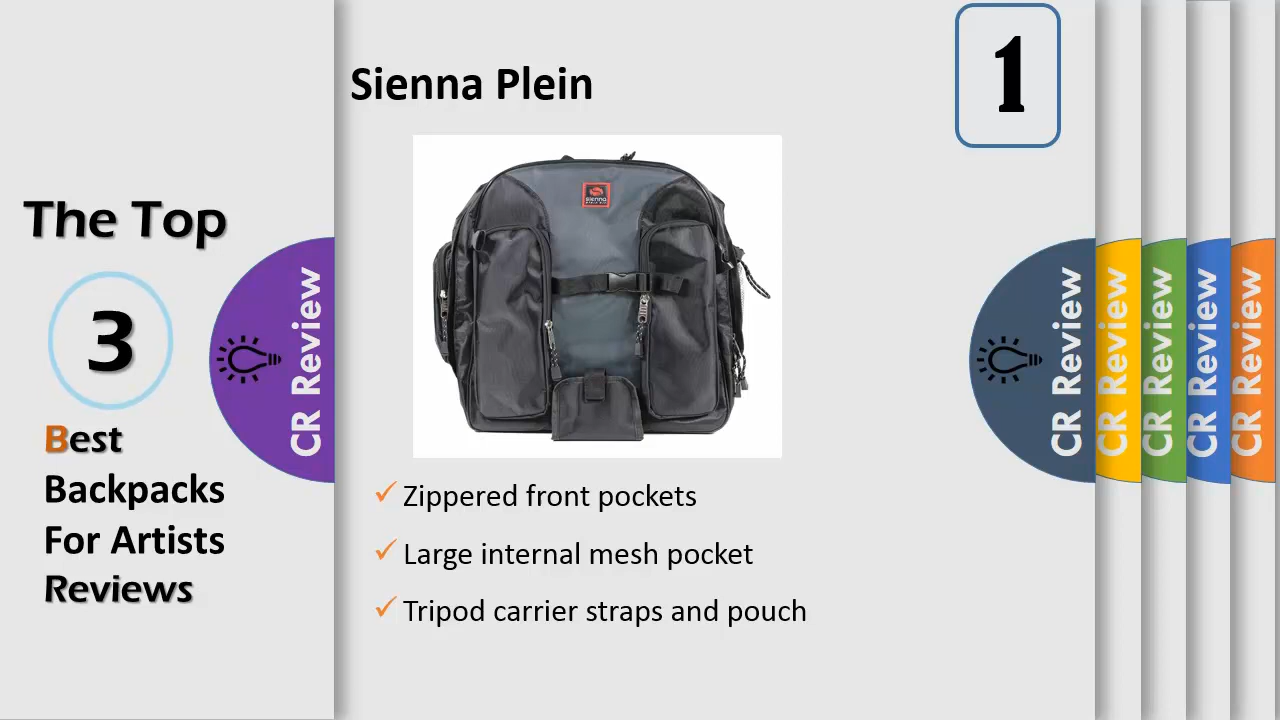 The Top
3
Best
Backpacks
For Artists
Reviews
CR Review
Sienna Plein
1
sienna
Zippered front pockets
Large internal mesh pocket
Tripod carrier straps and pouch
CR Review
CR Review
CR Review
CR Review
CR Review